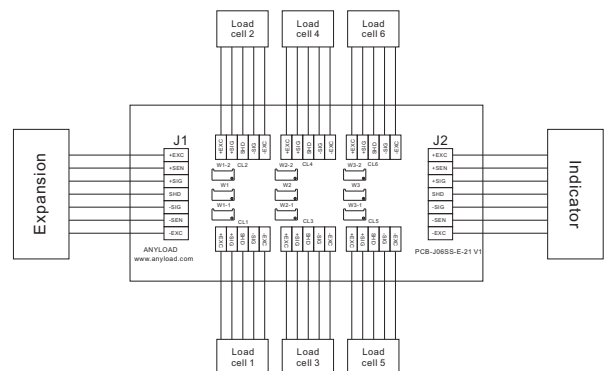 Load
cell 2
Load
cell 4
Load
cell 6
Expansion
J1
+EXC
+SEN
+SIG
SHD
-SIG
-SEN
-EXC
ANYLOAD
www.anyload.com
+EXC
+SIG
SHD
-SIG
-EXC
+EXC
+SIG
SHD
-SIG
-EXC
+EXC
+SIG
SHD
-SIG
-EXC
W1-2 CL2
W2-2 CL4
W3-2 CL6
W1
W2
W3
W1-1
W2-1
W3-1
CL1
CL3
CL5
+EXC
+SIG
SHD
-SIG
-EXC
+EXC
+SIG
SHD
-SIG
-EXC
+EXC
+SIG
SHD
-SIG
-EXC
J2
+EXC
+SEN
+SIG
SHD
-SIG
-SEN
-EXC
PCB-J06SS-E-21 V1
Indicator
Load
cell 1
Load
cell 3
Load
cell 5